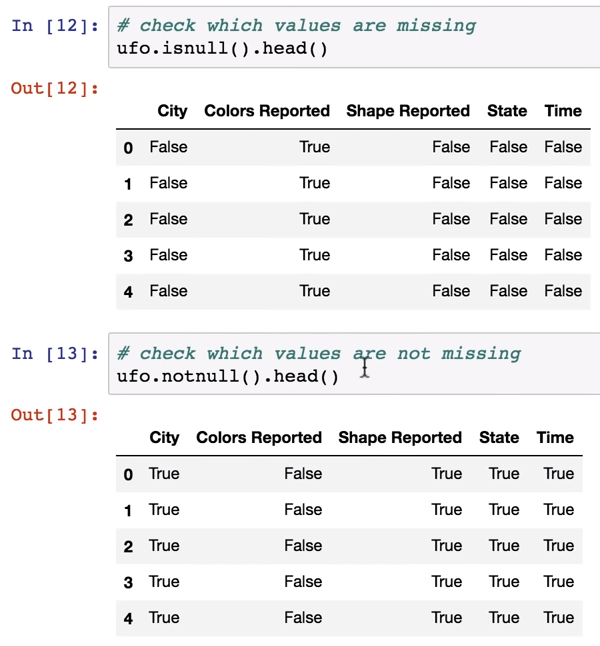 In [12]: # check which values are missing
ufo.isnull().head()
Out[12]:
City Colors Reported Shape Reported State Time
0 False True False False False
1 False True False False False
2 False True False False False
3 False True False False False
4 False True False False False
In [13]: # check which values are not missing
ufo.notnull().head()
Out[13]:
City Colors Reported Shape Reported State Time
0 True False True True True
1 True False True True True
2 True False True True True
3 True False True True True
4 True False True True True